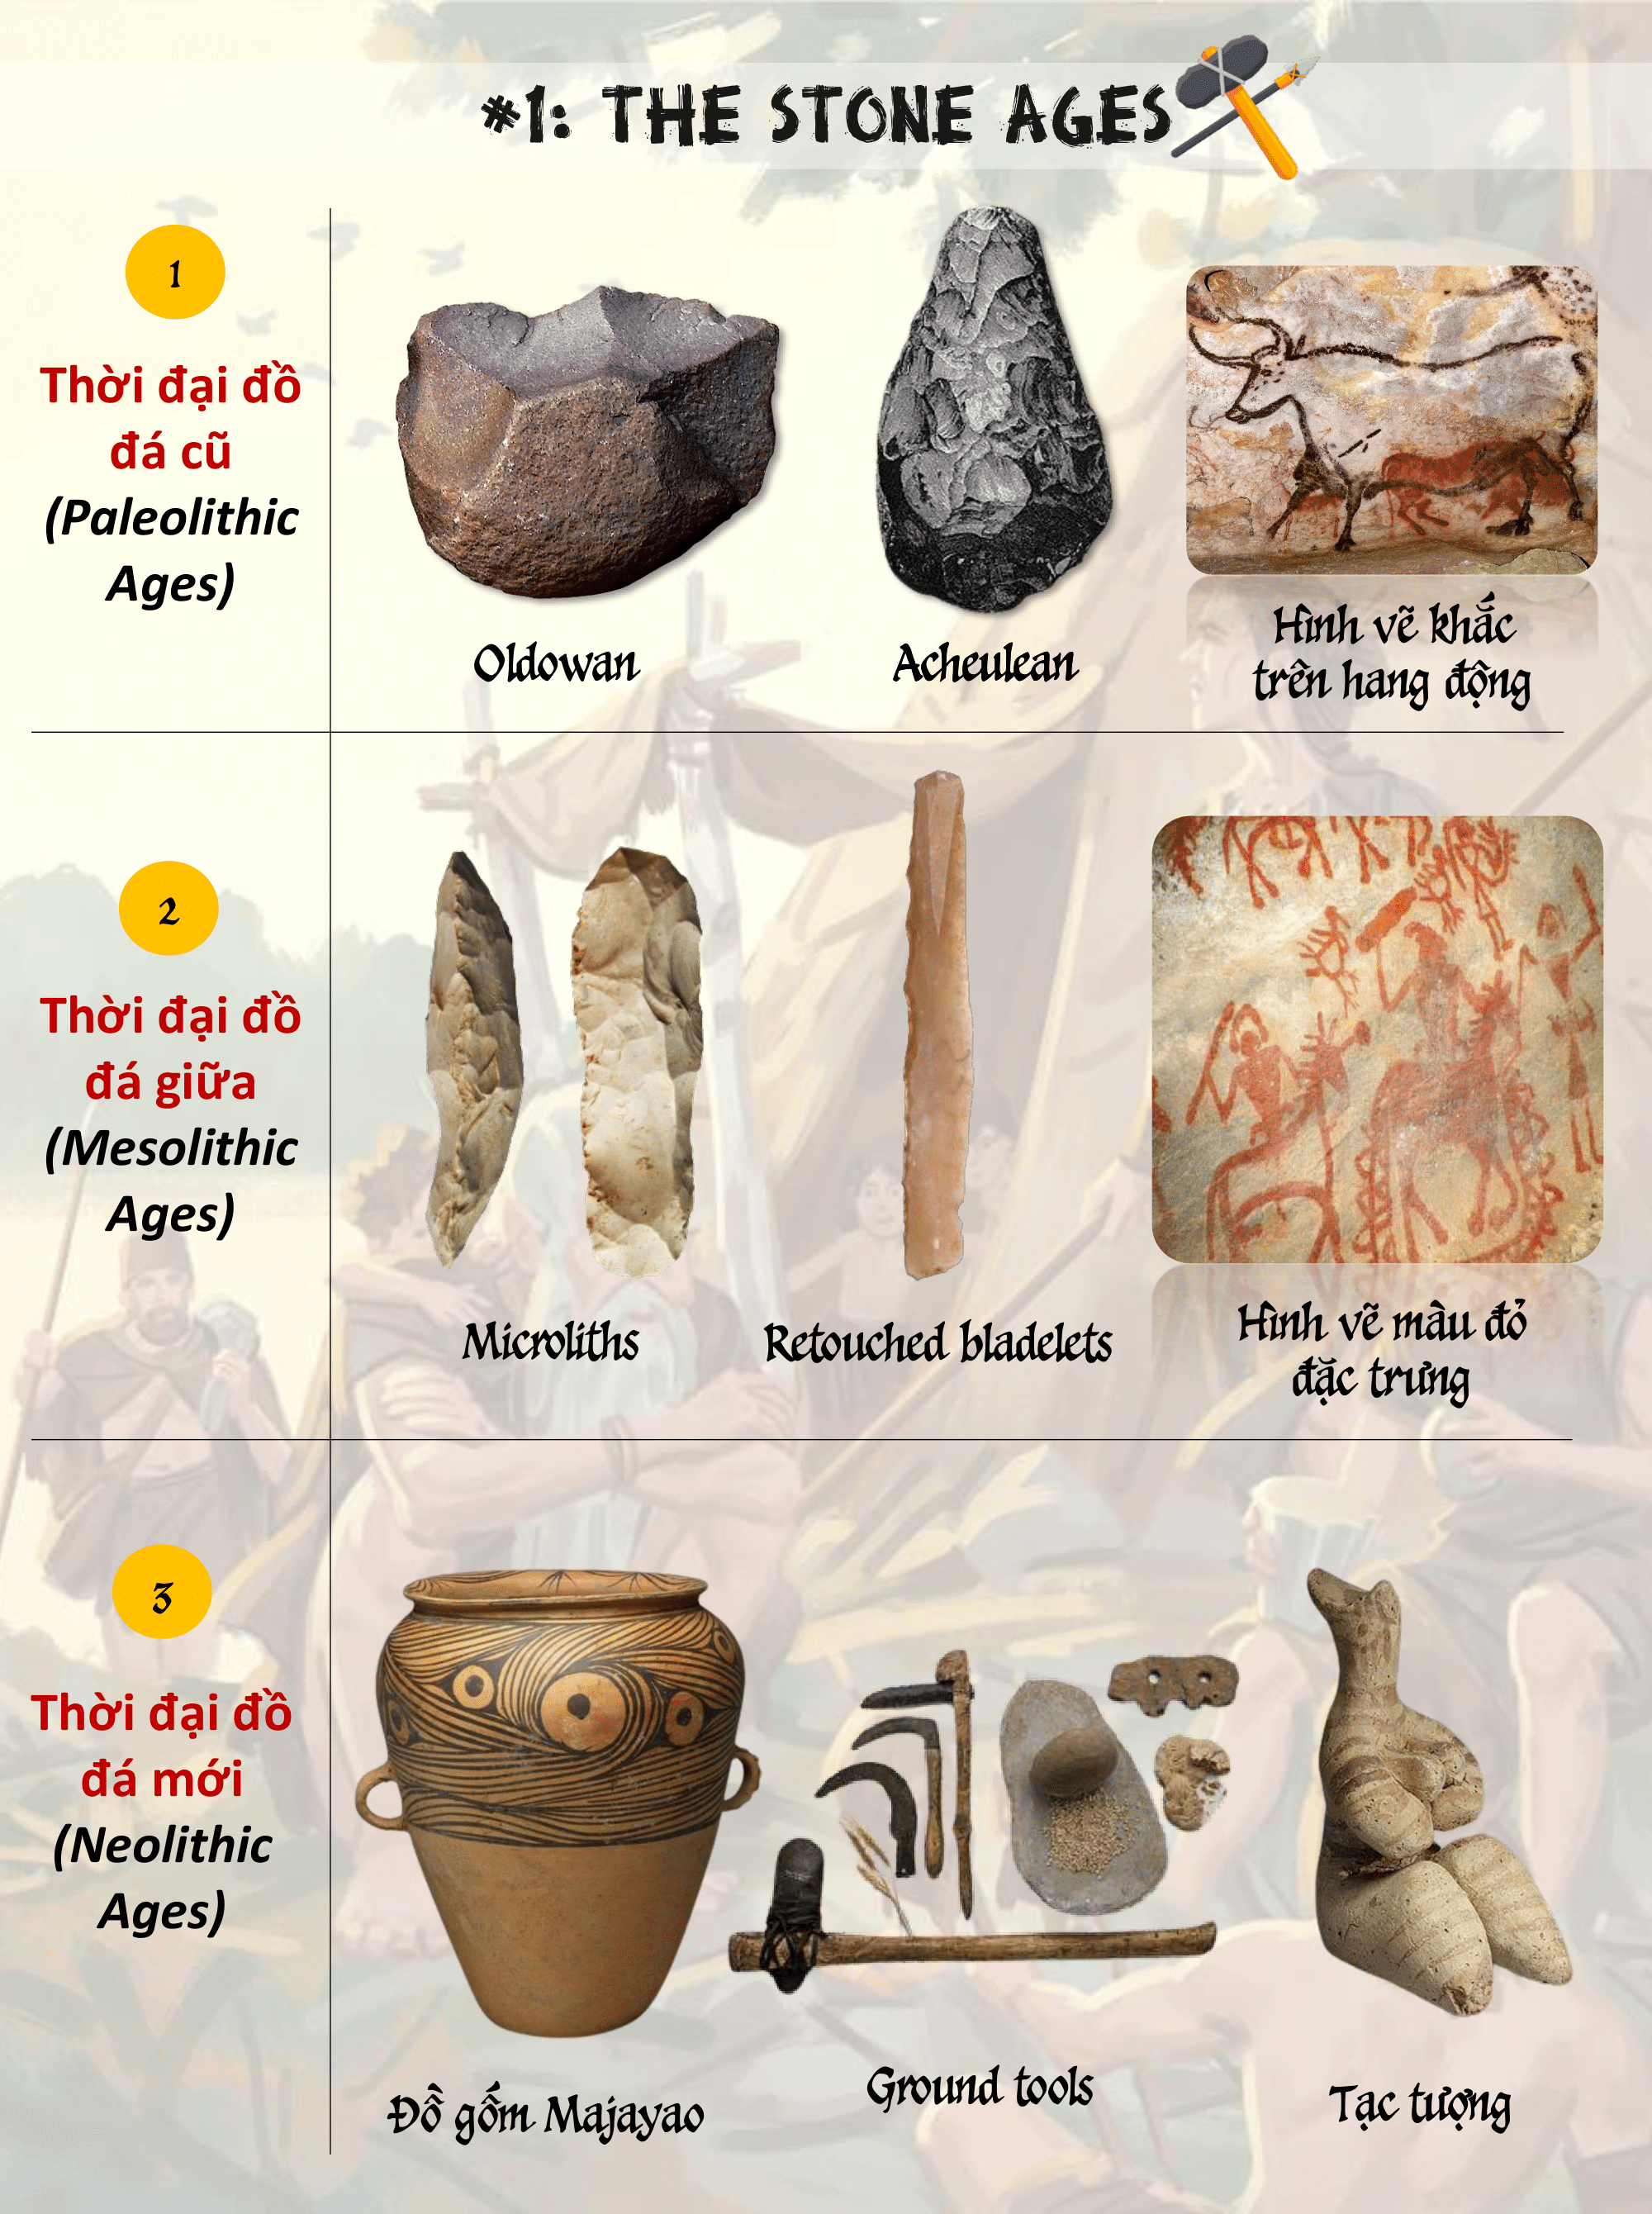 #1: THE STONE AGES
1
Thời đại đồ
đá cũ
(Paleolithic
Ages)
Oldowan
Acheulean
Hình vẽ khắc
trên hang động
2
Thời đại đồ
đá giữa
(Mesolithic
Ages)
Microliths
Retouched bladelets
Hình vẽ màu đỏ
đặc trưng
3
Thời đại đồ
đá mới
(Neolithic
Ages)
Đồ gốm Majayao
Ground tools
Tạc tượng